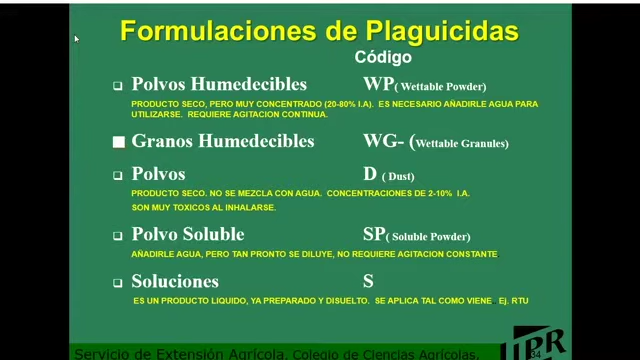 Formulaciones de Plaguicidas
Código
Polvos Humedecibles WP( Wettable Powder)
PRODUCTO SECO, PERO MUY CONCENTRADO (20-80% I.A). ES NECESARIO AÑADIRLE AGUA PARA
UTILIZARSE. REQUIERE AGITACION CONTINUA.
Granos Humedecibles WG- (Wettable Granules)
Polvos D ( Dust)
PRODUCTO SECO. NO SE MEZCLA CON AGUA. CONCENTRACIONES DE 2-10% I.A.
SON MUY TOXICOS AL INHALARSE.
Polvo Soluble SP( Soluble Powder)
AÑADIRLE AGUA, PERO TAN PRONTO SE DILUYE, NO REQUIERE AGITACION CONSTANTE.
Soluciones S
ES UN PRODUCTO LIQUIDO, YA PREPARADO Y DISUELTO. SE APLICA TAL COMO VIENE. Ej. RTU
UPR
34
Servicio de Extensión Agrícola, Colegio de Ciencias Agrícolas,